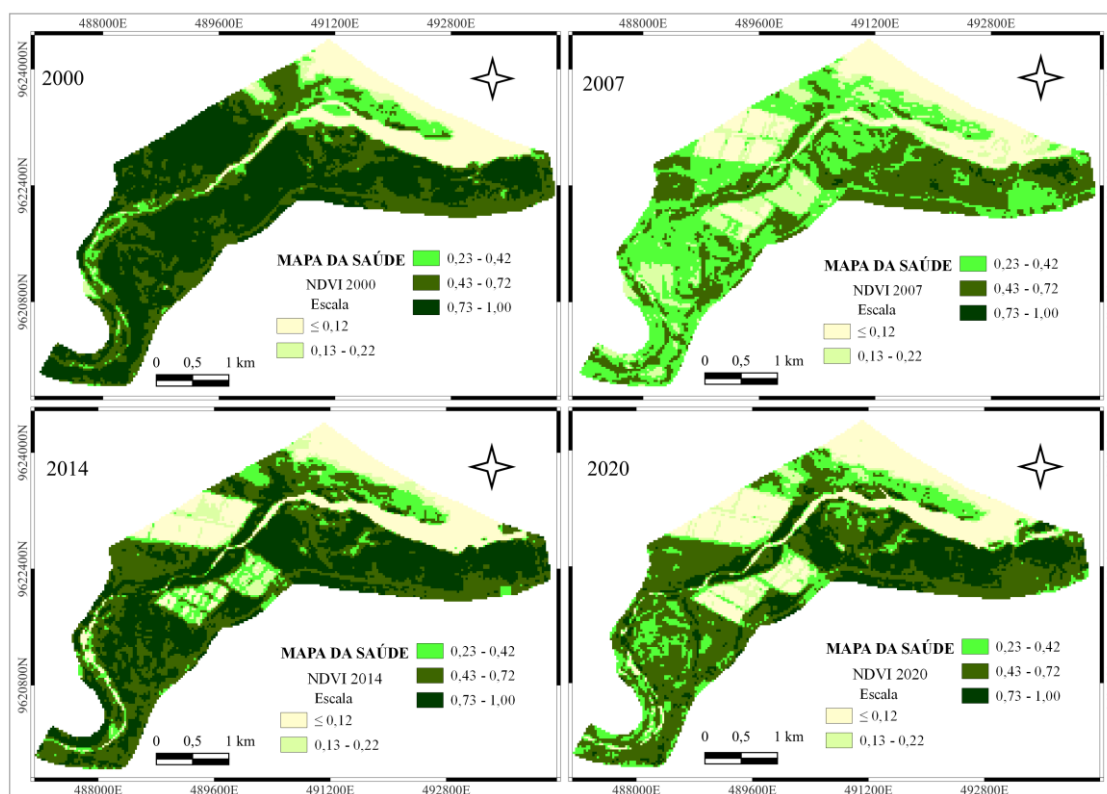 488000E 489600E 491200E 492800E
488000E 489600E 491200E 492800E
9624000N
9622400N
9620800N
2000
MAPA DA SAÚDE
NDVI 2000
Escala
≤ 0,12
0,13 - 0,22
0,23 - 0,42
0,43 - 0,72
0,73 - 1,00
0 0,5 1 km
2007
MAPA DA SAÚDE
NDVI 2007
Escala
≤ 0,12
0,13 - 0,22
0,23 - 0,42
0,43 - 0,72
0,73 - 1,00
0 0,5 1 km
9624000N
9622400N
9620800N
2014
MAPA DA SAÚDE
NDVI 2014
Escala
≤ 0,12
0,13 - 0,22
0,23 - 0,42
0,43 - 0,72
0,73 - 1,00
0 0,5 1 km
2020
MAPA DA SAÚDE
NDVI 2020
Escala
≤ 0,12
0,13 - 0,22
0,23 - 0,42
0,43 - 0,72
0,73 - 1,00
0 0,5 1 km
488000E 489600E 491200E 492800E
488000E 489600E 491200E 492800E